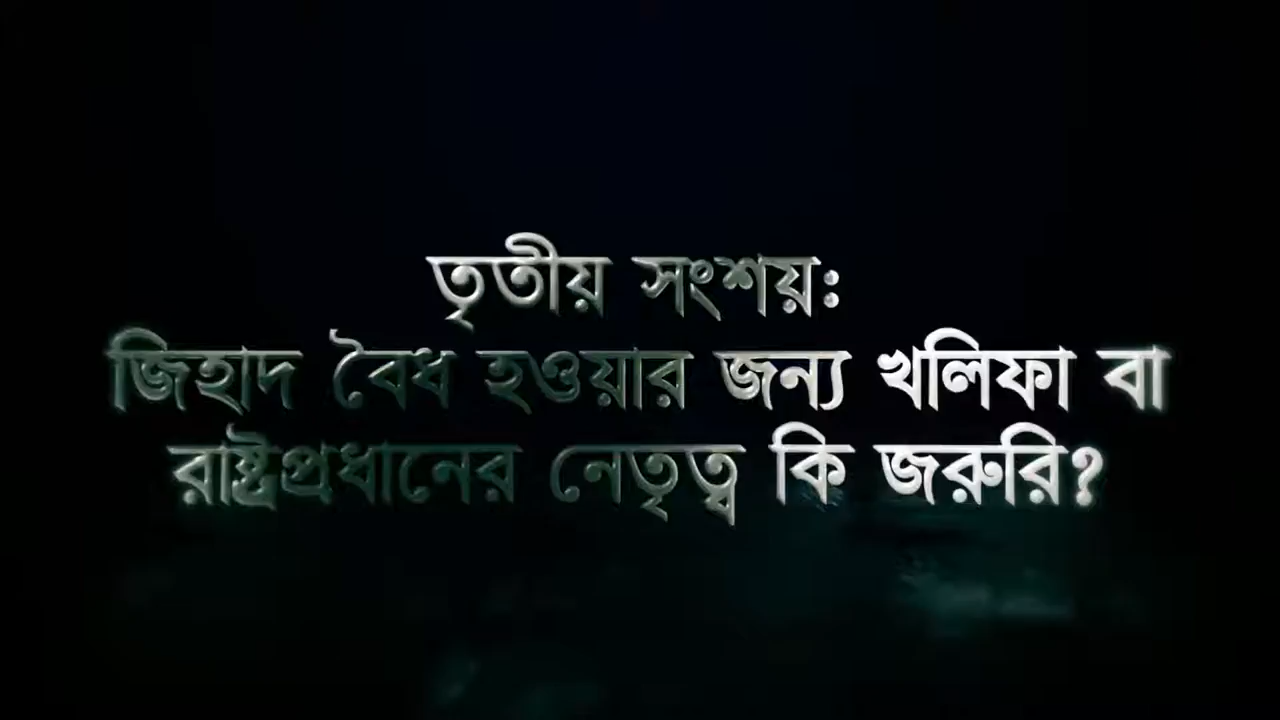 তৃতীয় সংশয়:
জিহাদ বৈধ হওয়ার জন্য খলিফা বা
রাষ্ট্রপ্রধানের নেতৃত্ব কি জরুরি?